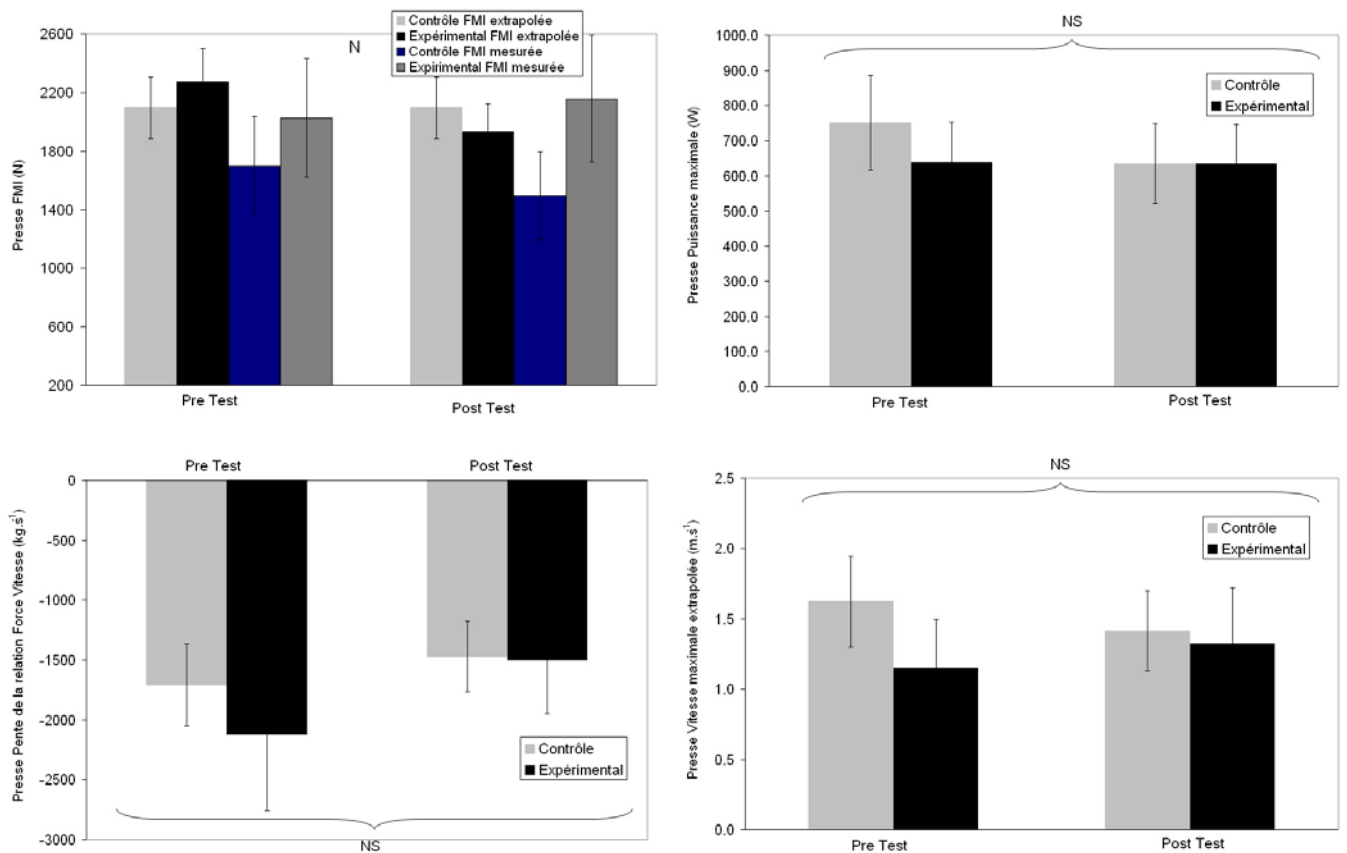 Contrôle FMI extrapolée
Expérimental FMI extrapolée
Contrôle FMI mesurée
Expirimental FMI mesurée
N
2600
2200
1800
1400
1000
600
200
Presse FMI (N)
Pre Test
Post Test
NS
1000.0
900.0
800.0
700.0
600.0
500.0
400.0
300.0
200.0
100.0
0.0
Presse Puissance maximale (W)
Contrôle
Expérimental
Pre Test
Post Test
Pre Test
Post Test
0
-500
-1000
-1500
-2000
-2500
-3000
Presse Pente de la relation Force Vitesse (kg.s¹)
Contrôle
Expérimental
NS
NS
2.5
2.0
1.5
1.0
0.5
0.0
Presse Vitesse maximale extrapolée (m.s¹)
Contrôle
Expérimental
Pre Test
Post Test